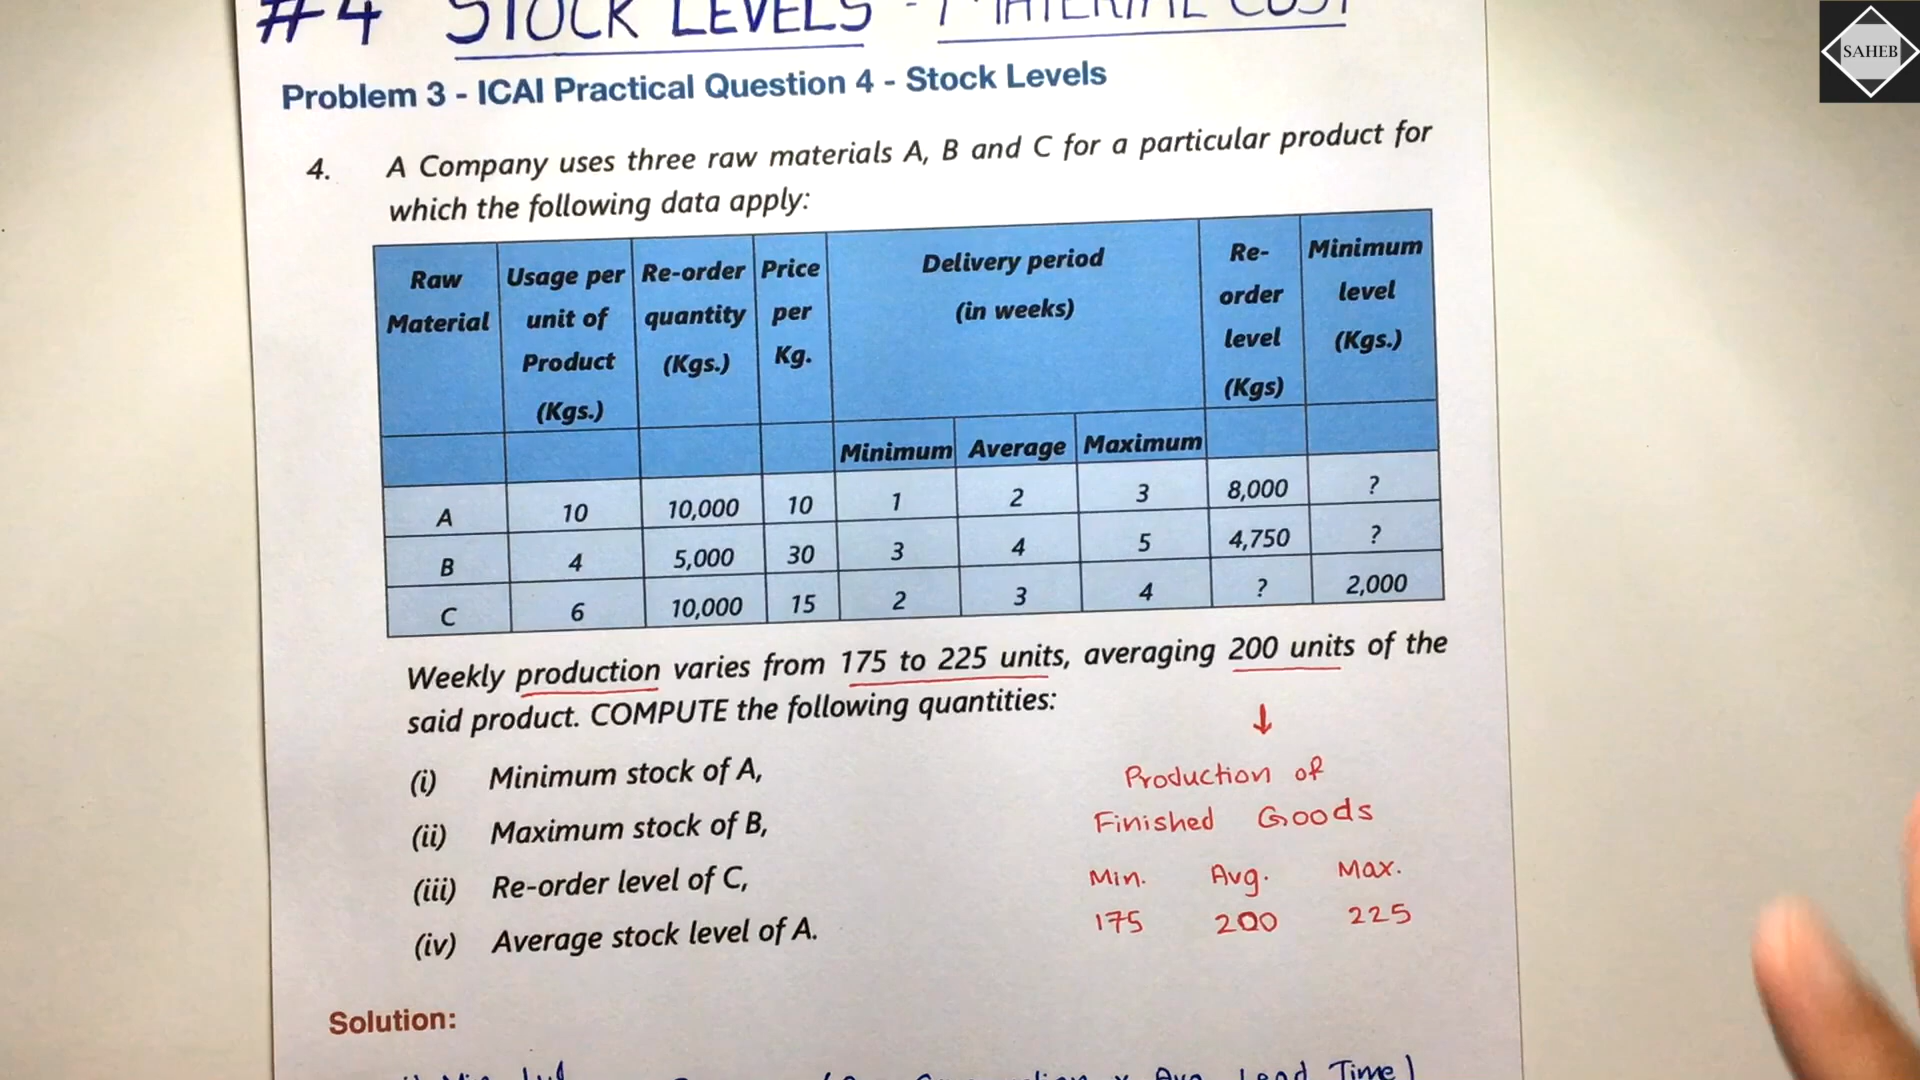 #4 STOCK LEVELS - MATERIAL COST
SAHEB
Problem 3 - ICAI Practical Question 4 - Stock Levels
4. A Company uses three raw materials A, B and C for a particular product for
which the following data apply:
Raw Material Usage per unit of Product (Kgs.) Re-order quantity (Kgs.) Price per Kg. Delivery period (in weeks) Re-order level (Kgs) Minimum level (Kgs.)
Minimum Average Maximum
A 10 10,000 10 1 2 3 8,000 ?
B 4 5,000 30 3 4 5 4,750 ?
C 6 10,000 15 2 3 4 ? 2,000
Weekly production varies from 175 to 225 units, averaging 200 units of the
said product. COMPUTE the following quantities:
(i) Minimum stock of A,
(ii) Maximum stock of B,
(iii) Re-order level of C,
(iv) Average stock level of A.
↓
Production of
Finished Goods
Min. Avg. Max.
175 200 225
Solution:
Lead Time)